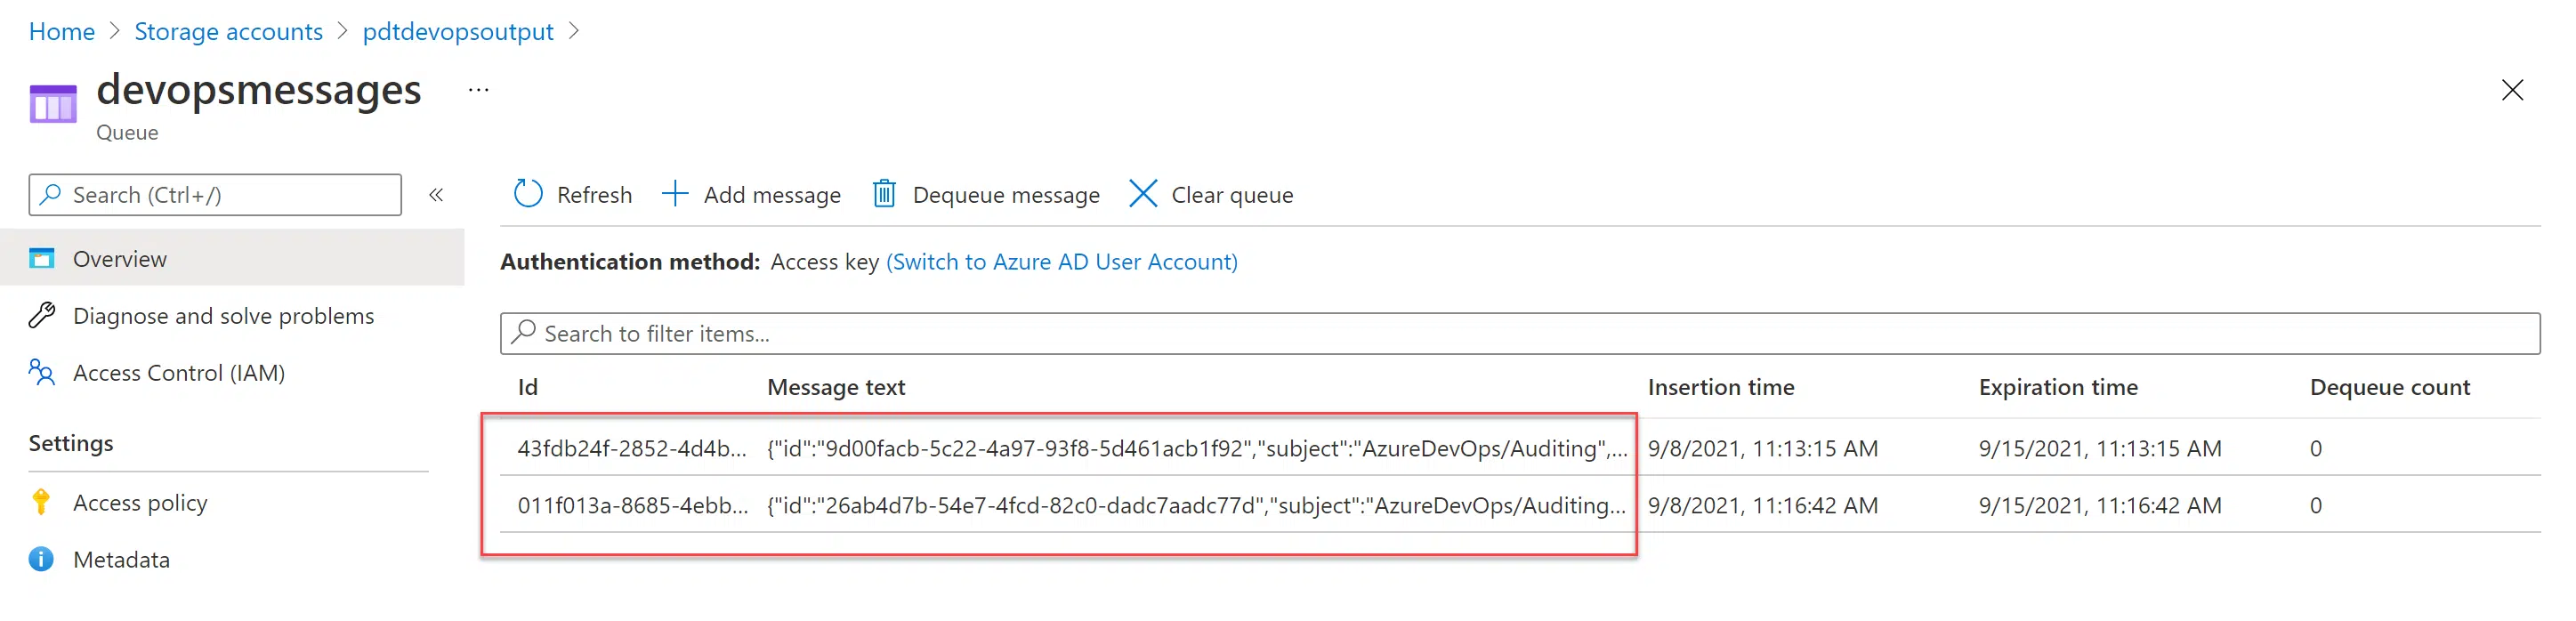 Home > Storage accounts > pdtdevopsoutput >
devopsmessages ...
Queue
Search (Ctrl+/) «
Overview
Diagnose and solve problems
Access Control (IAM)
Settings
Access policy
Metadata
Refresh Add message Dequeue message Clear queue
Authentication method: Access key (Switch to Azure AD User Account)
Search to filter items...
Id Message text Insertion time Expiration time Dequeue count
43fdb24f-2852-4d4b... {"id":"9d00facb-5c22-4a97-93f8-5d461acb1f92","subject":"AzureDevOps/Auditing",... 9/8/2021, 11:13:15 AM 9/15/2021, 11:13:15 AM 0
011f013a-8685-4ebb... {"id":"26ab4d7b-54e7-4fcd-82c0-dadc7aadc77d","subject":"AzureDevOps/Auditing... 9/8/2021, 11:16:42 AM 9/15/2021, 11:16:42 AM 0